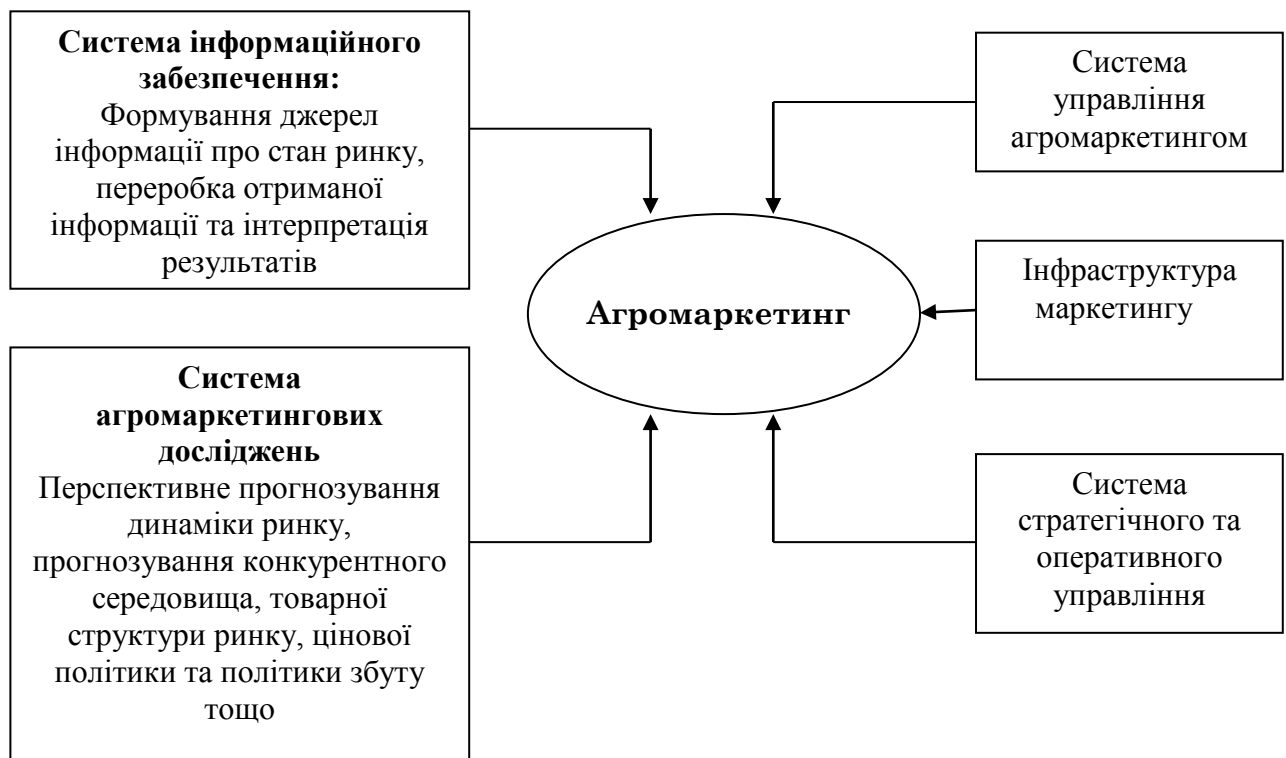 Система інформаційного
забезпечення:
Формування джерел
інформації про стан ринку,
переробка отриманої
інформації та інтерпретація
результатів
Система
агромаркетингових
досліджень
Перспективне прогнозування
динаміки ринку,
прогнозування конкурентного
середовища, товарної
структури ринку, цінової
політики та політики збуту
тощо
Агромаркетинг
Система
управління
агромаркетингом
Інфраструктура
маркетингу
Система
стратегічного та
оперативного
управління